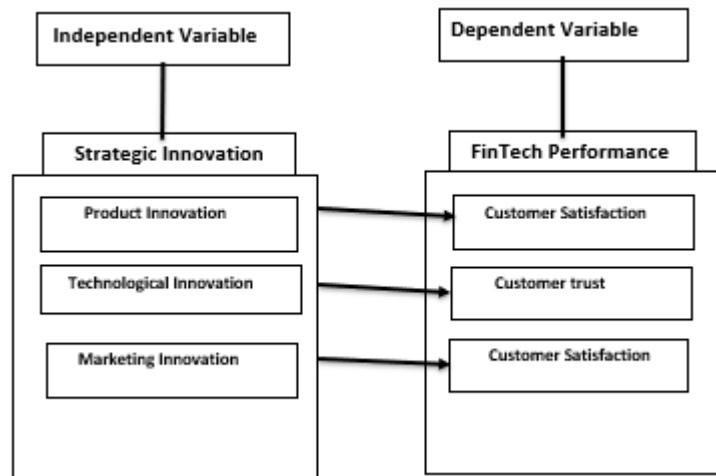 Independent Variable
Dependent Variable
Strategic Innovation
FinTech Performance
Product Innovation
Customer Satisfaction
Technological Innovation
Customer trust
Marketing Innovation
Customer Satisfaction